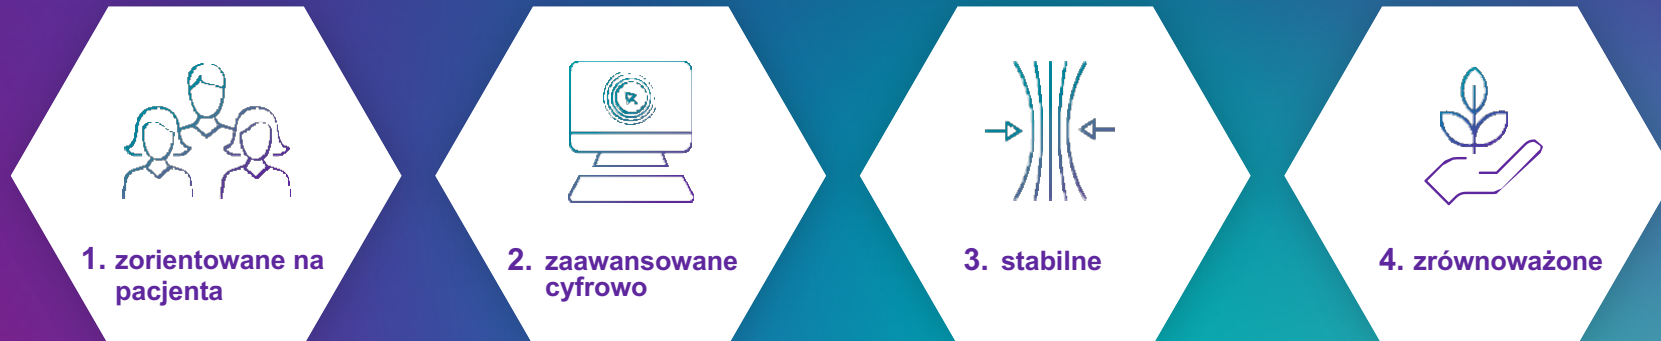 1. zorientowane na
pacjenta
2. zaawansowane
cyfrowo
3. stabilne
4. zrównoważone